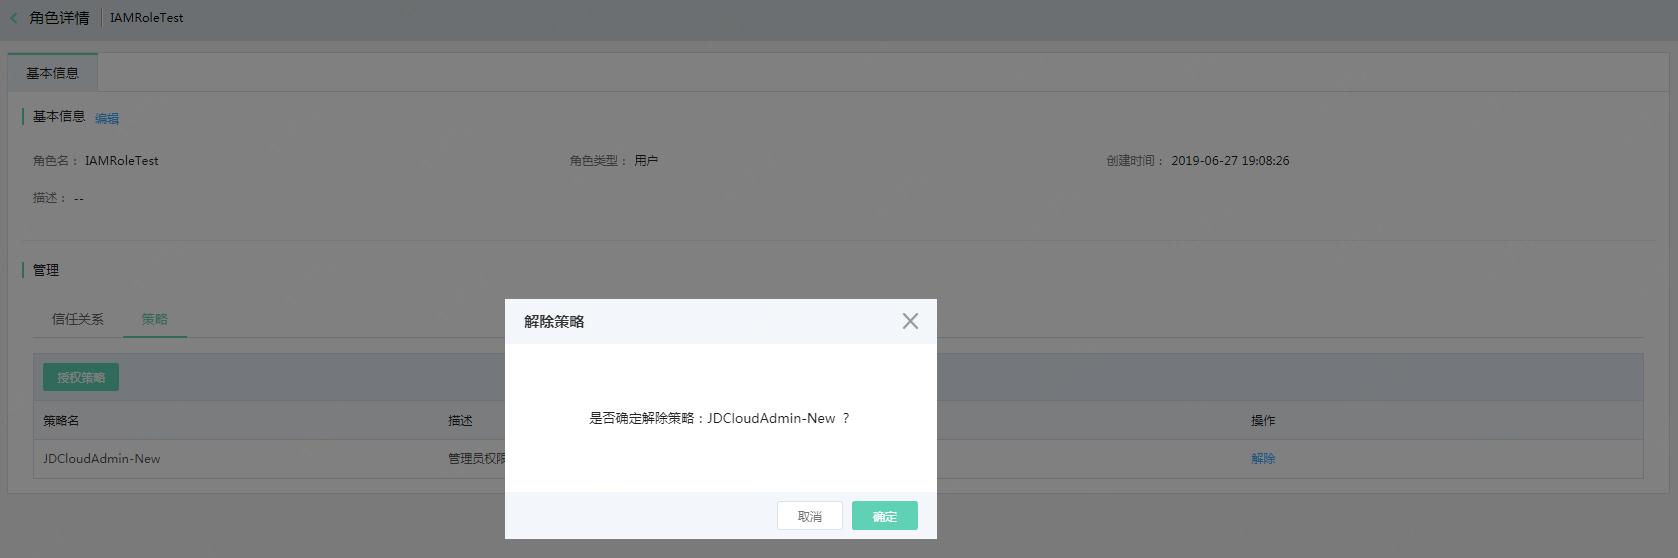 角色详情 IAMRoleTest
基本信息
基本信息 编辑
角色名： IAMRoleTest 角色类型： 用户 创建时间： 2019-06-27 19:08:26
描述： --
管理
信任关系 策略
授权策略
策略名 描述 操作
JDCloudAdmin-New 管理员权限 解除
解除策略
是否确定解除策略：JDCloudAdmin-New ？
取消 确定